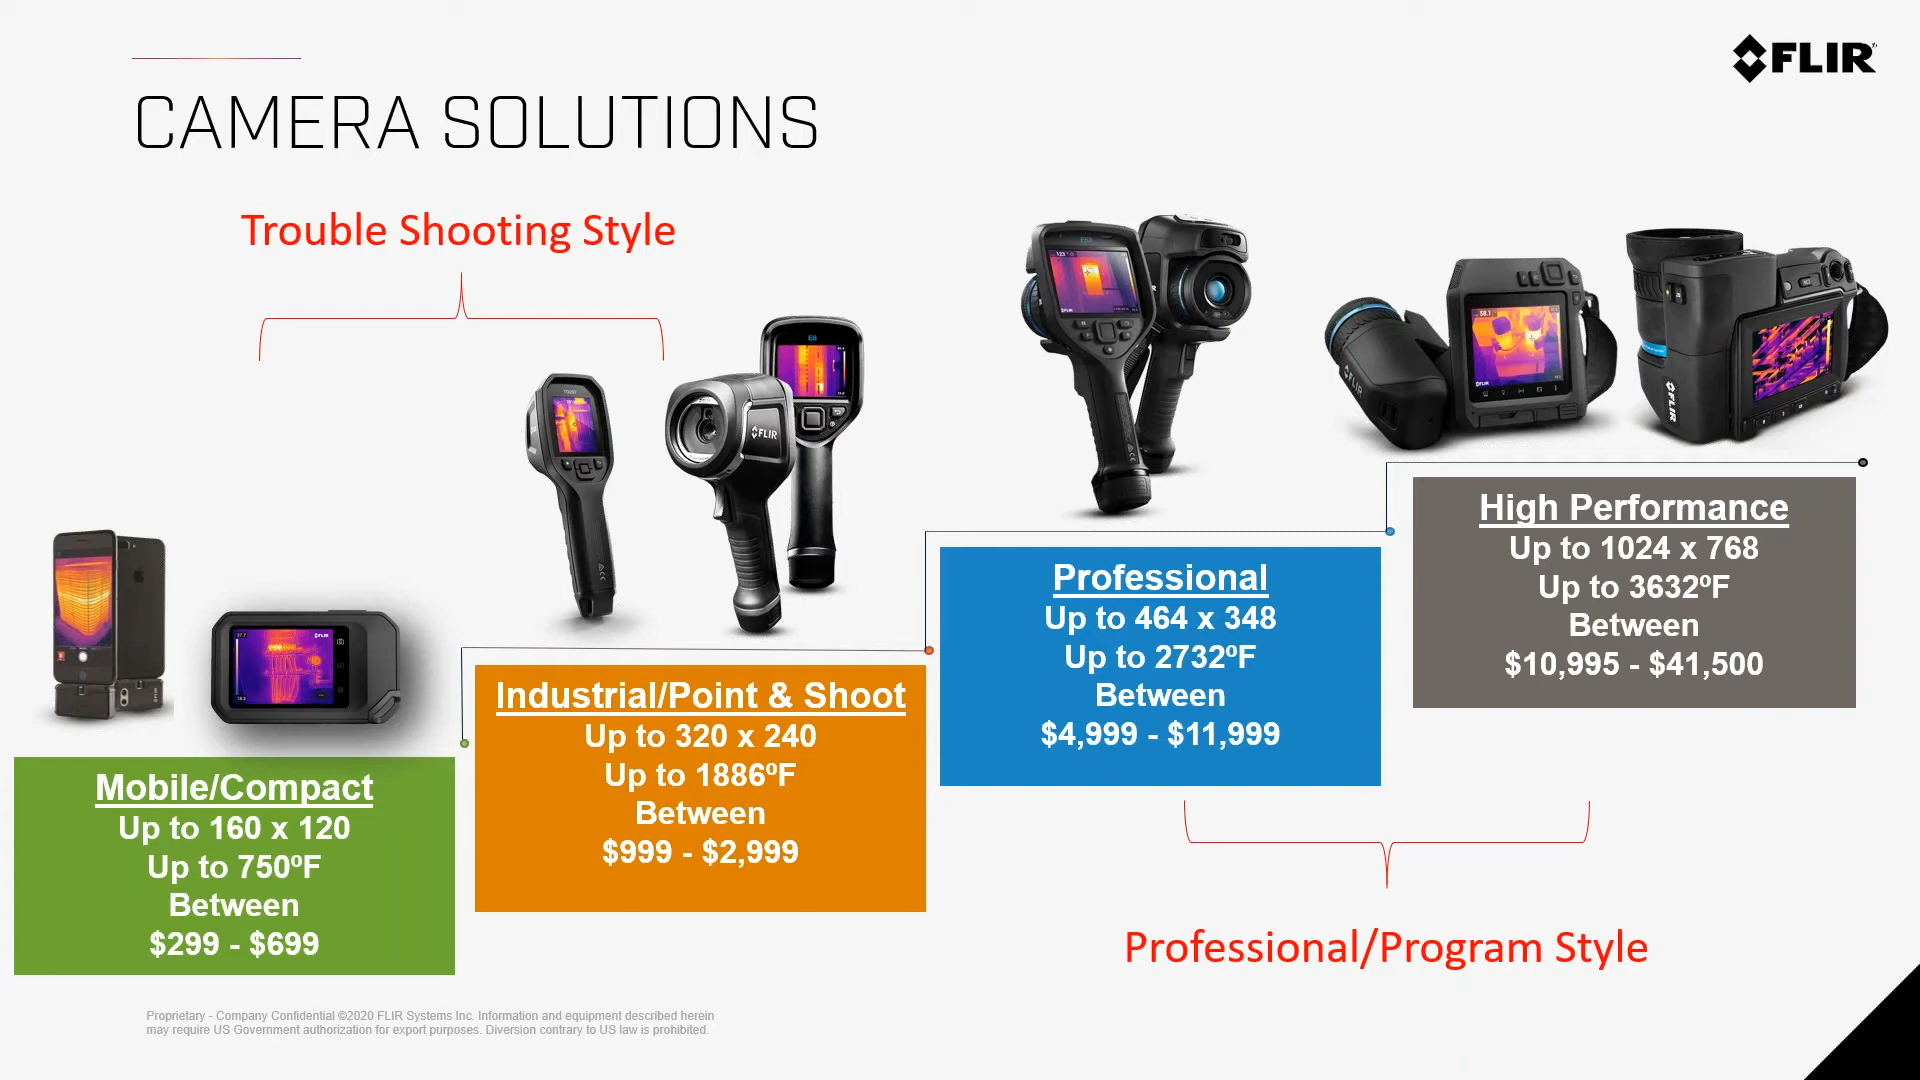 FLIR
CAMERA SOLUTIONS
Trouble Shooting Style
High Performance
Up to 1024 x 768
Up to 3632ºF
Between
$10,995 - $41,500
Professional
Up to 464 x 348
Up to 2732ºF
Between
$4,999 - $11,999
Industrial/Point & Shoot
Up to 320 x 240
Up to 1886ºF
Between
$999 - $2,999
Mobile/Compact
Up to 160 x 120
Up to 750ºF
Between
$299 - $699
Professional/Program Style
Proprietary - Company Confidential ©2020 FLIR Systems Inc. Information and equipment described herein
may require US Government authorization for export purposes. Diversion contrary to US law is prohibited.
FLIR
FLIR
FLIR
E8